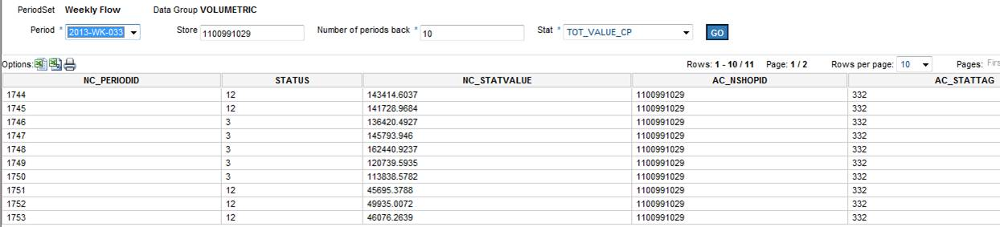 PeriodSet Weekly Flow Data Group VOLUMETRIC
Period * 2013-WK-033 Store 1100991029 Number of periods back * 10 Stat * TOT_VALUE_CP GO
Options: Rows: 1 - 10 / 11 Page: 1 / 2 Rows per page: 10 Pages: Firs
NC_PERIODID STATUS NC_STATVALUE AC_NSHOPID AC_STATTAG
1744 12 143414.6037 1100991029 332
1745 12 141728.9684 1100991029 332
1746 3 136420.4927 1100991029 332
1747 3 145793.946 1100991029 332
1748 3 162440.9237 1100991029 332
1749 3 120739.5935 1100991029 332
1750 3 113838.5782 1100991029 332
1751 12 45695.3788 1100991029 332
1752 12 49935.0072 1100991029 332
1753 12 46076.2639 1100991029 332